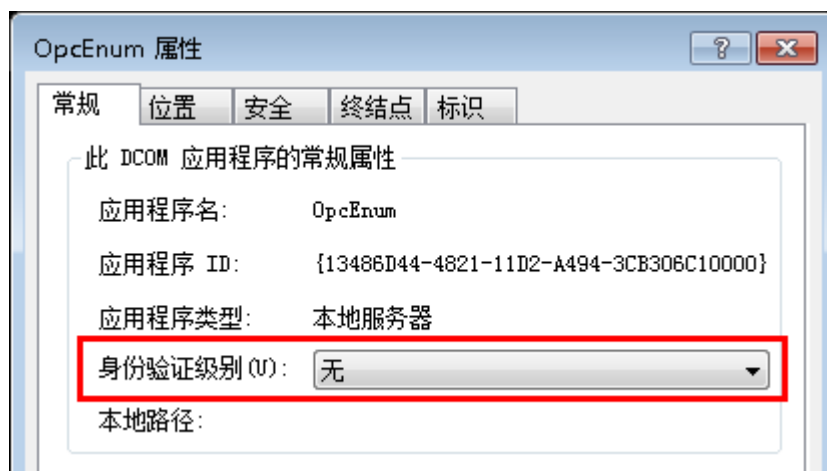 OpcEnum 属性
常规 位置 安全 终结点 标识
此 DCOM 应用程序的常规属性
应用程序名: OpcEnum
应用程序 ID: {13486D44-4821-11D2-A494-3CB306C10000}
应用程序类型: 本地服务器
身份验证级别(U): 无
本地路径: